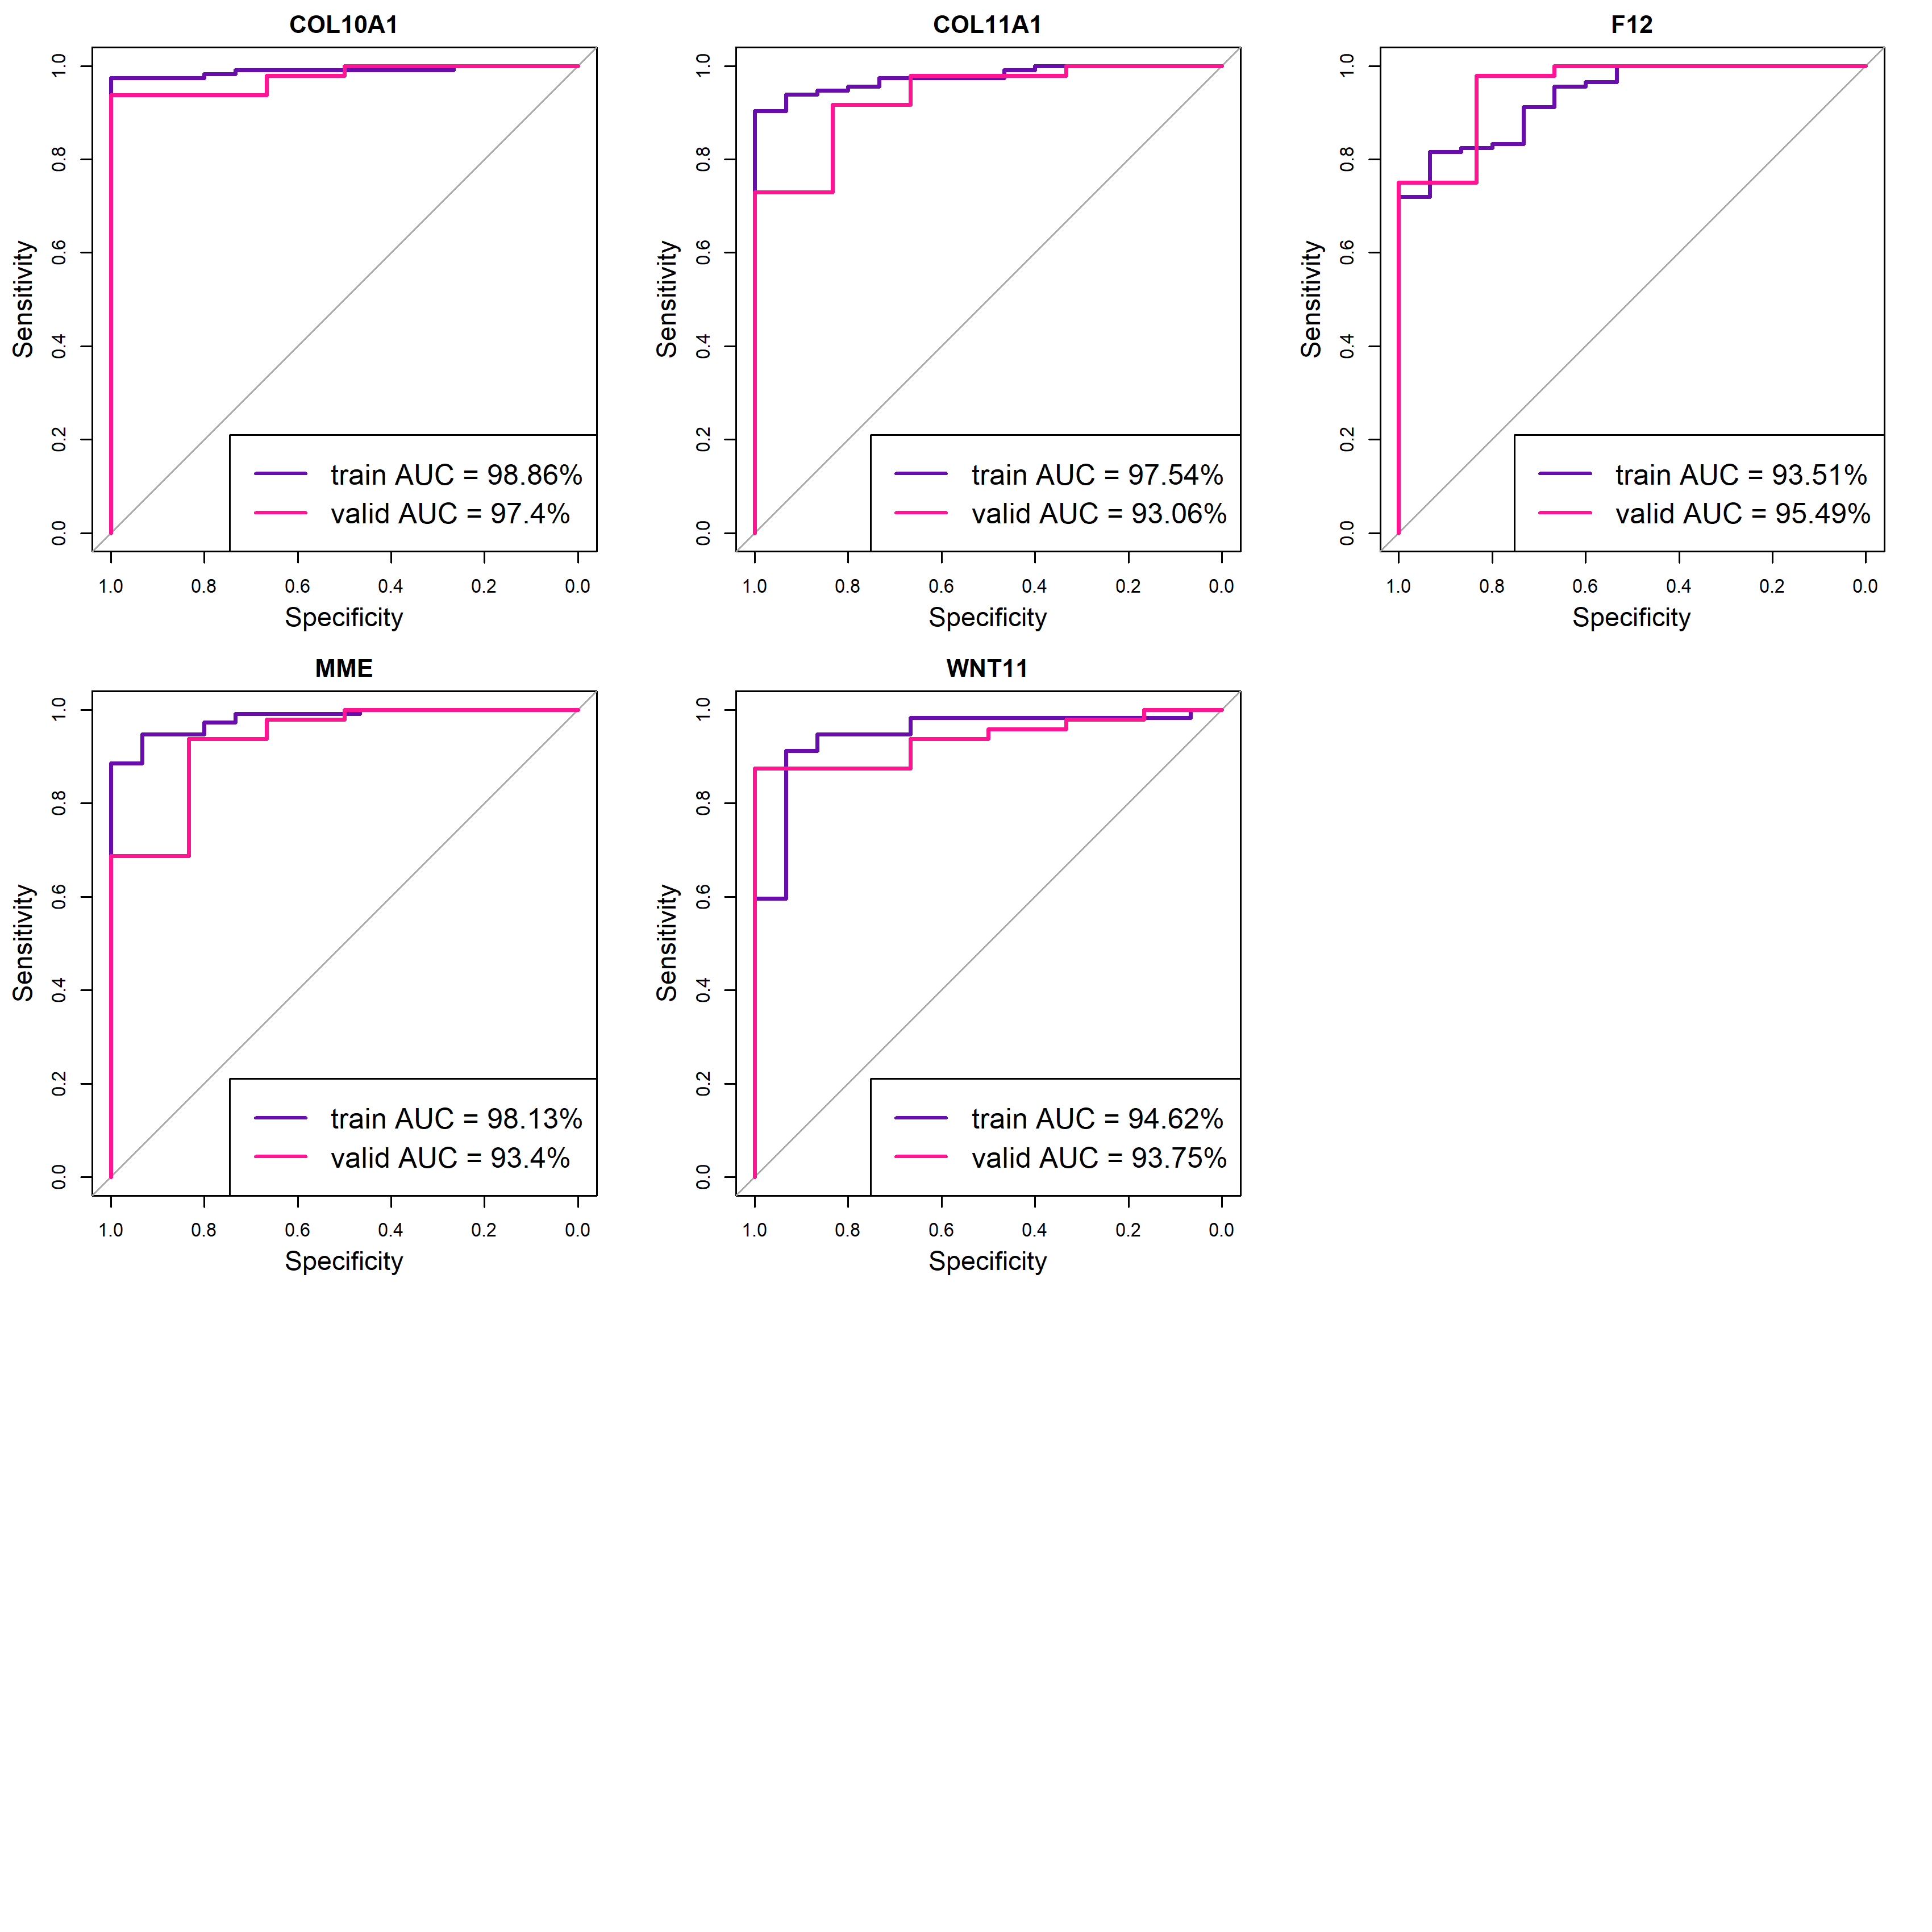 COL10A1
Sensitivity
1.0
0.8
0.6
0.4
0.2
0.0
train AUC = 98.86%
valid AUC = 97.4%
1.0 0.8 0.6 0.4 0.2 0.0
Specificity
COL11A1
Sensitivity
1.0
0.8
0.6
0.4
0.2
0.0
train AUC = 97.54%
valid AUC = 93.06%
1.0 0.8 0.6 0.4 0.2 0.0
Specificity
F12
Sensitivity
1.0
0.8
0.6
0.4
0.2
0.0
train AUC = 93.51%
valid AUC = 95.49%
1.0 0.8 0.6 0.4 0.2 0.0
Specificity
MME
Sensitivity
1.0
0.8
0.6
0.4
0.2
0.0
train AUC = 98.13%
valid AUC = 93.4%
1.0 0.8 0.6 0.4 0.2 0.0
Specificity
WNT11
Sensitivity
1.0
0.8
0.6
0.4
0.2
0.0
train AUC = 94.62%
valid AUC = 93.75%
1.0 0.8 0.6 0.4 0.2 0.0
Specificity